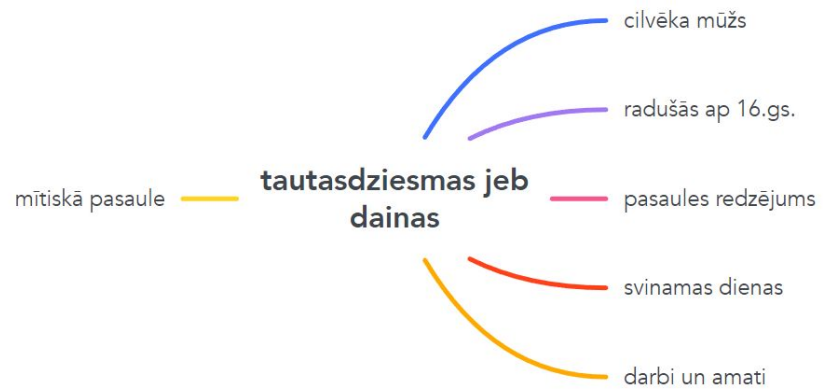 cilvēka mūžs
radušās ap 16.gs.
mītiskā pasaule
tautasdziesmas jeb
dainas
pasaules redzējums
svinamas dienas
darbi un amati